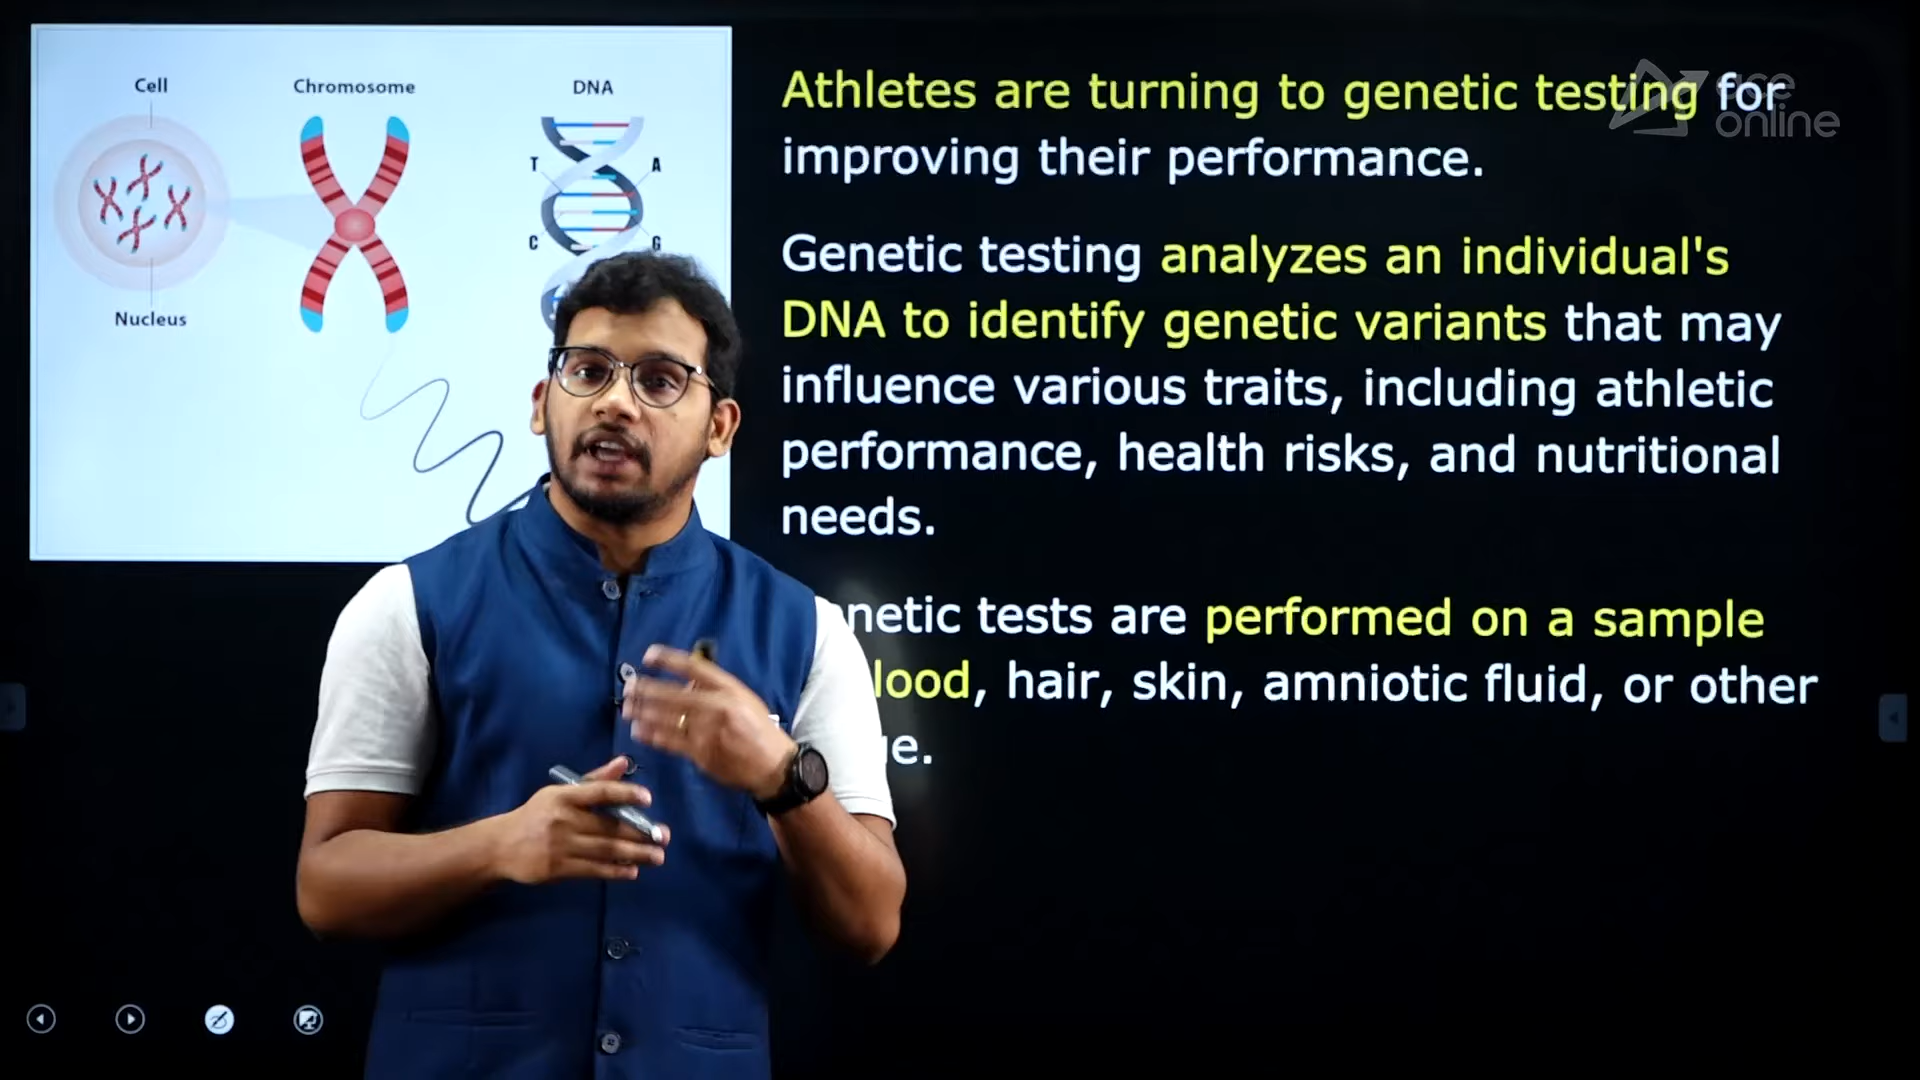 Cell
Chromosome
DNA
T
A
C
G
Nucleus
Athletes are turning to genetic testing for
improving their performance.
Genetic testing analyzes an individual's
DNA to identify genetic variants that may
influence various traits, including athletic
performance, health risks, and nutritional
needs.
tests are performed on a sample
hair, skin, amniotic fluid, or other
ace
online